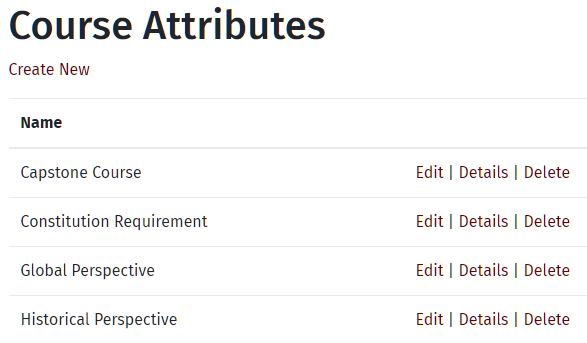 Course Attributes
Create New
Name
Capstone Course Edit | Details | Delete
Constitution Requirement Edit | Details | Delete
Global Perspective Edit | Details | Delete
Historical Perspective Edit | Details | Delete